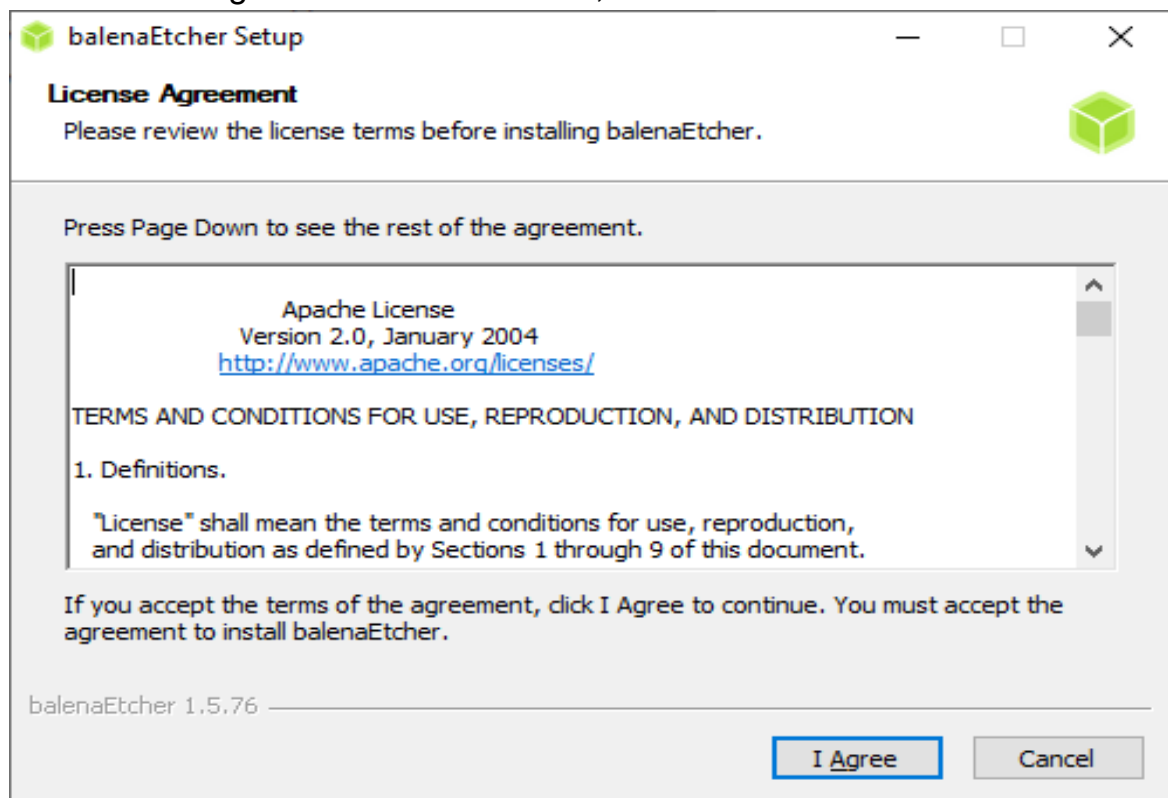 balenaEtcher Setup
License Agreement
Please review the license terms before installing balenaEtcher.
Press Page Down to see the rest of the agreement.
Apache License
Version 2.0, January 2004
http://www.apache.org/licenses/
TERMS AND CONDITIONS FOR USE, REPRODUCTION, AND DISTRIBUTION
1. Definitions.
"License" shall mean the terms and conditions for use, reproduction,
and distribution as defined by Sections 1 through 9 of this document.
If you accept the terms of the agreement, click I Agree to continue. You must accept the
agreement to install balenaEtcher.
balenaEtcher 1.5.76
I Agree
Cancel